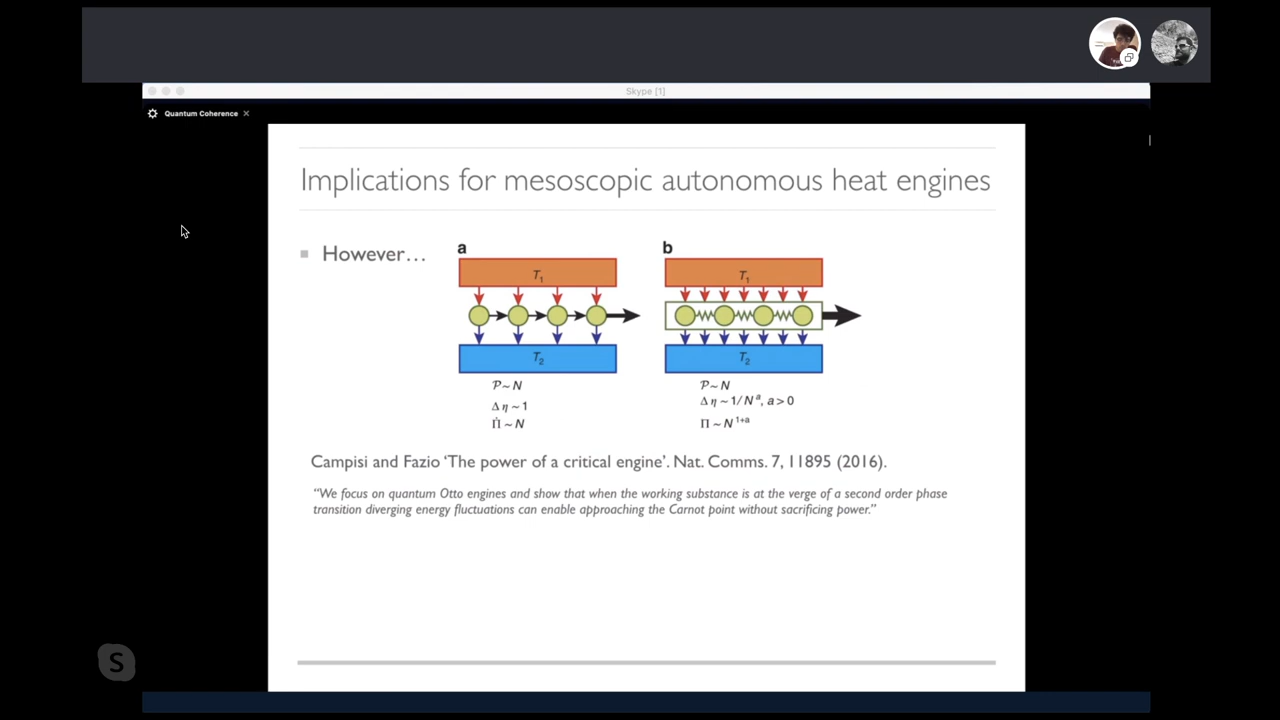 Skype [1]
Quantum Coherence ×
Implications for mesoscopic autonomous heat engines
However…
a
b
T1
T1
T2
T2
𝒫 ~ N
Δη ~ 1
Π̇ ~ N
𝒫 ~ N
Δη ~ 1/N^a, a > 0
Π ~ N^1+a
Campisi and Fazio ‘The power of a critical engine’. Nat. Comms. 7, 11895 (2016).
“We focus on quantum Otto engines and show that when the working substance is at the verge of a second order phase
transition diverging energy fluctuations can enable approaching the Carnot point without sacrificing power.”
S